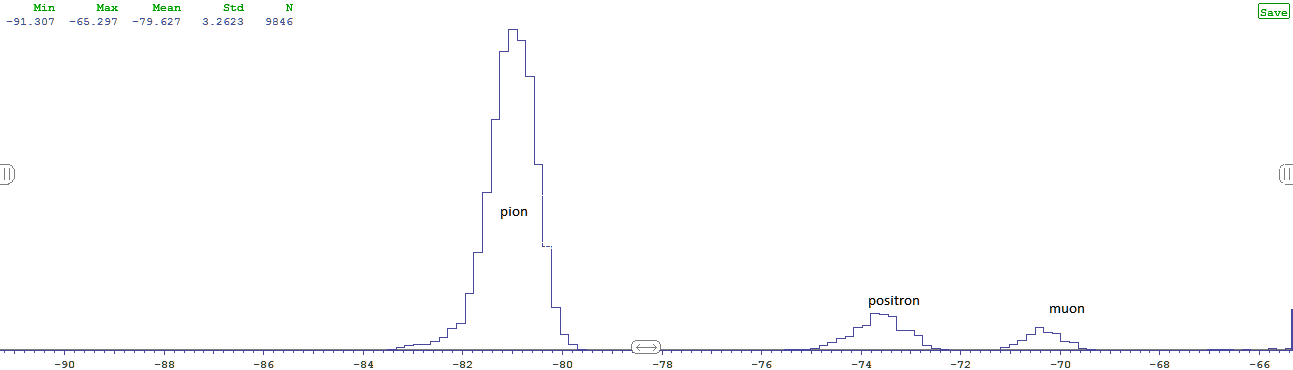 Min Max Mean Std N
-91.307 -65.297 -79.627 3.2623 9846
Save
pion
positron
muon
-90 -88 -86 -84 -82 -80 -78 -76 -74 -72 -70 -68 -66